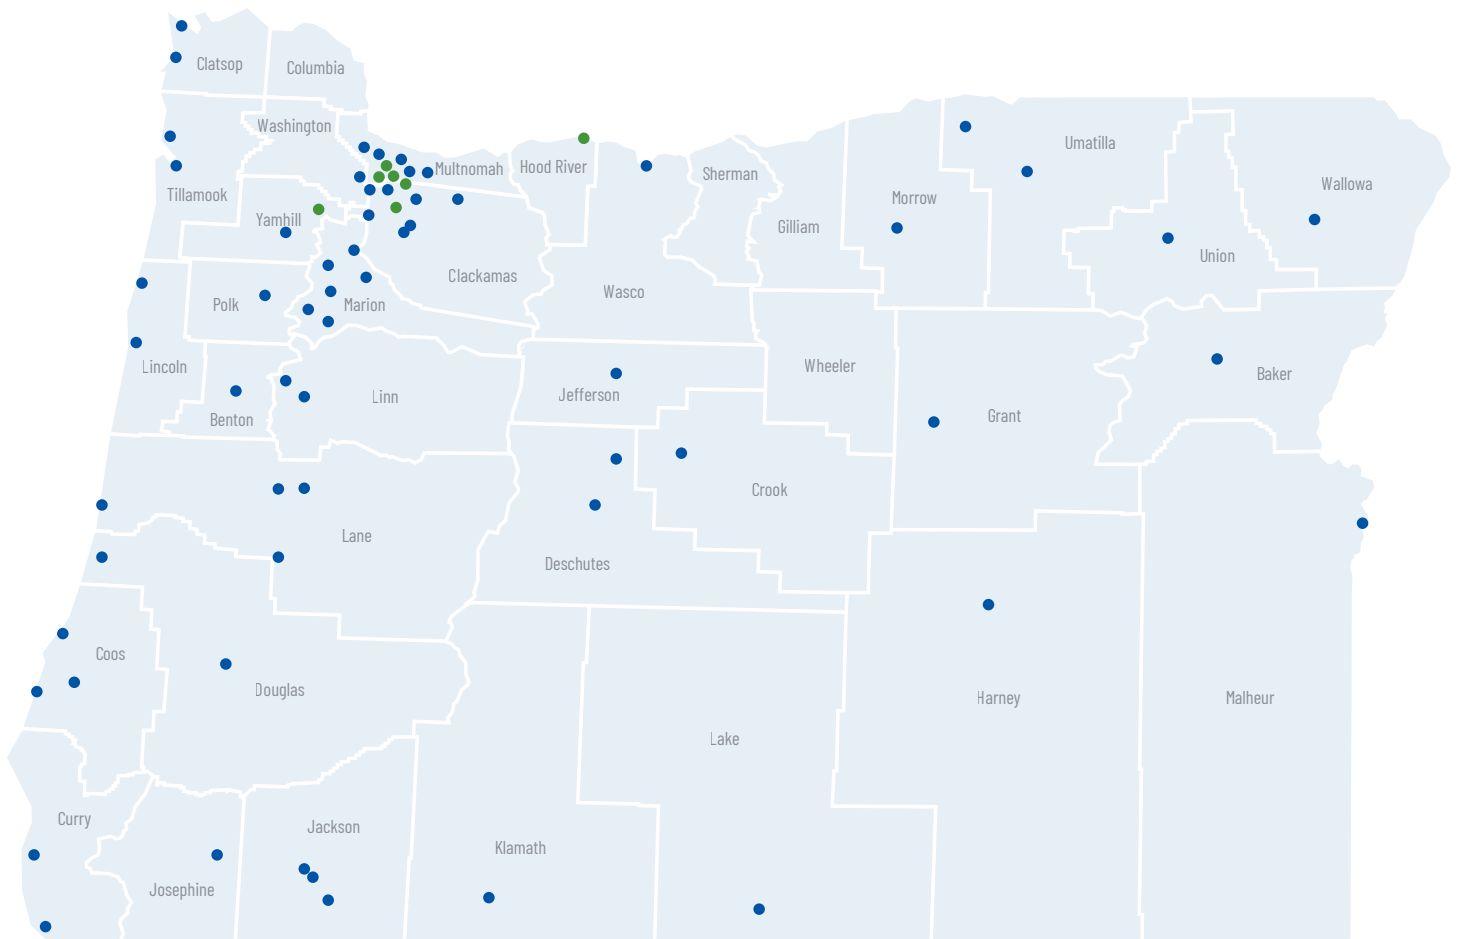 Clatsop
Columbia
Washington
Multnomah
Hood River
Sherman
Umatilla
Tillamook
Yamhill
Gilliam
Morrow
Wallowa
Union
Clackamas
Wasco
Polk
Marion
Lincoln
Linn
Benton
Jefferson
Wheeler
Grant
Baker
Crook
Lane
Deschutes
Coos
Douglas
Lake
Harney
Malheur
Curry
Josephine
Jackson
Klamath